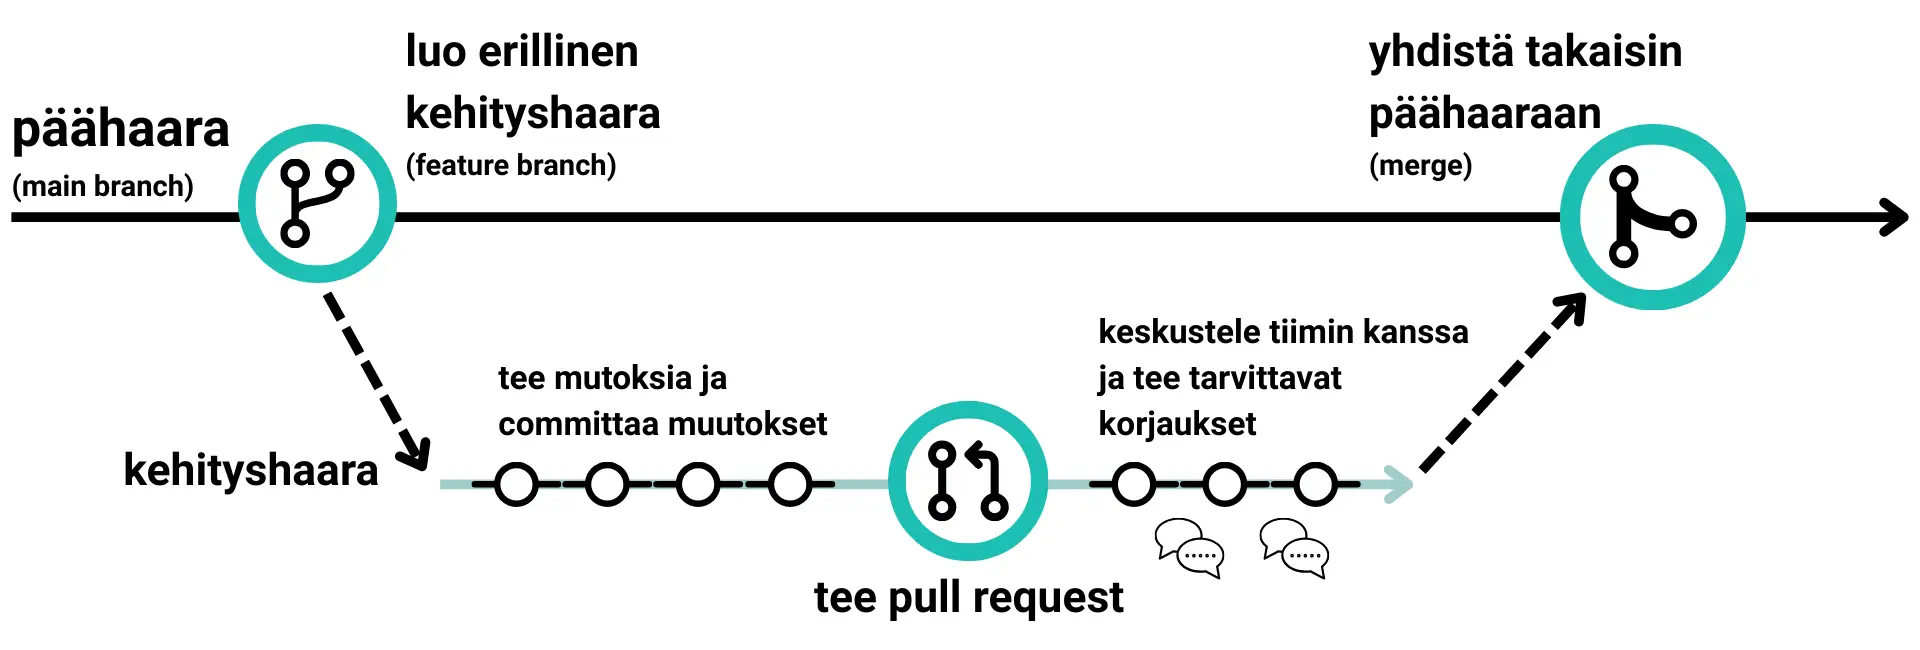 päähaara
(main branch)
luo erillinen
kehityshaara
(feature branch)
yhdistä takaisin
päähaaraan
(merge)
kehityshaara
tee mutoksia ja
committaa muutokset
tee pull request
keskustele tiimin kanssa
ja tee tarvittavat
korjaukset